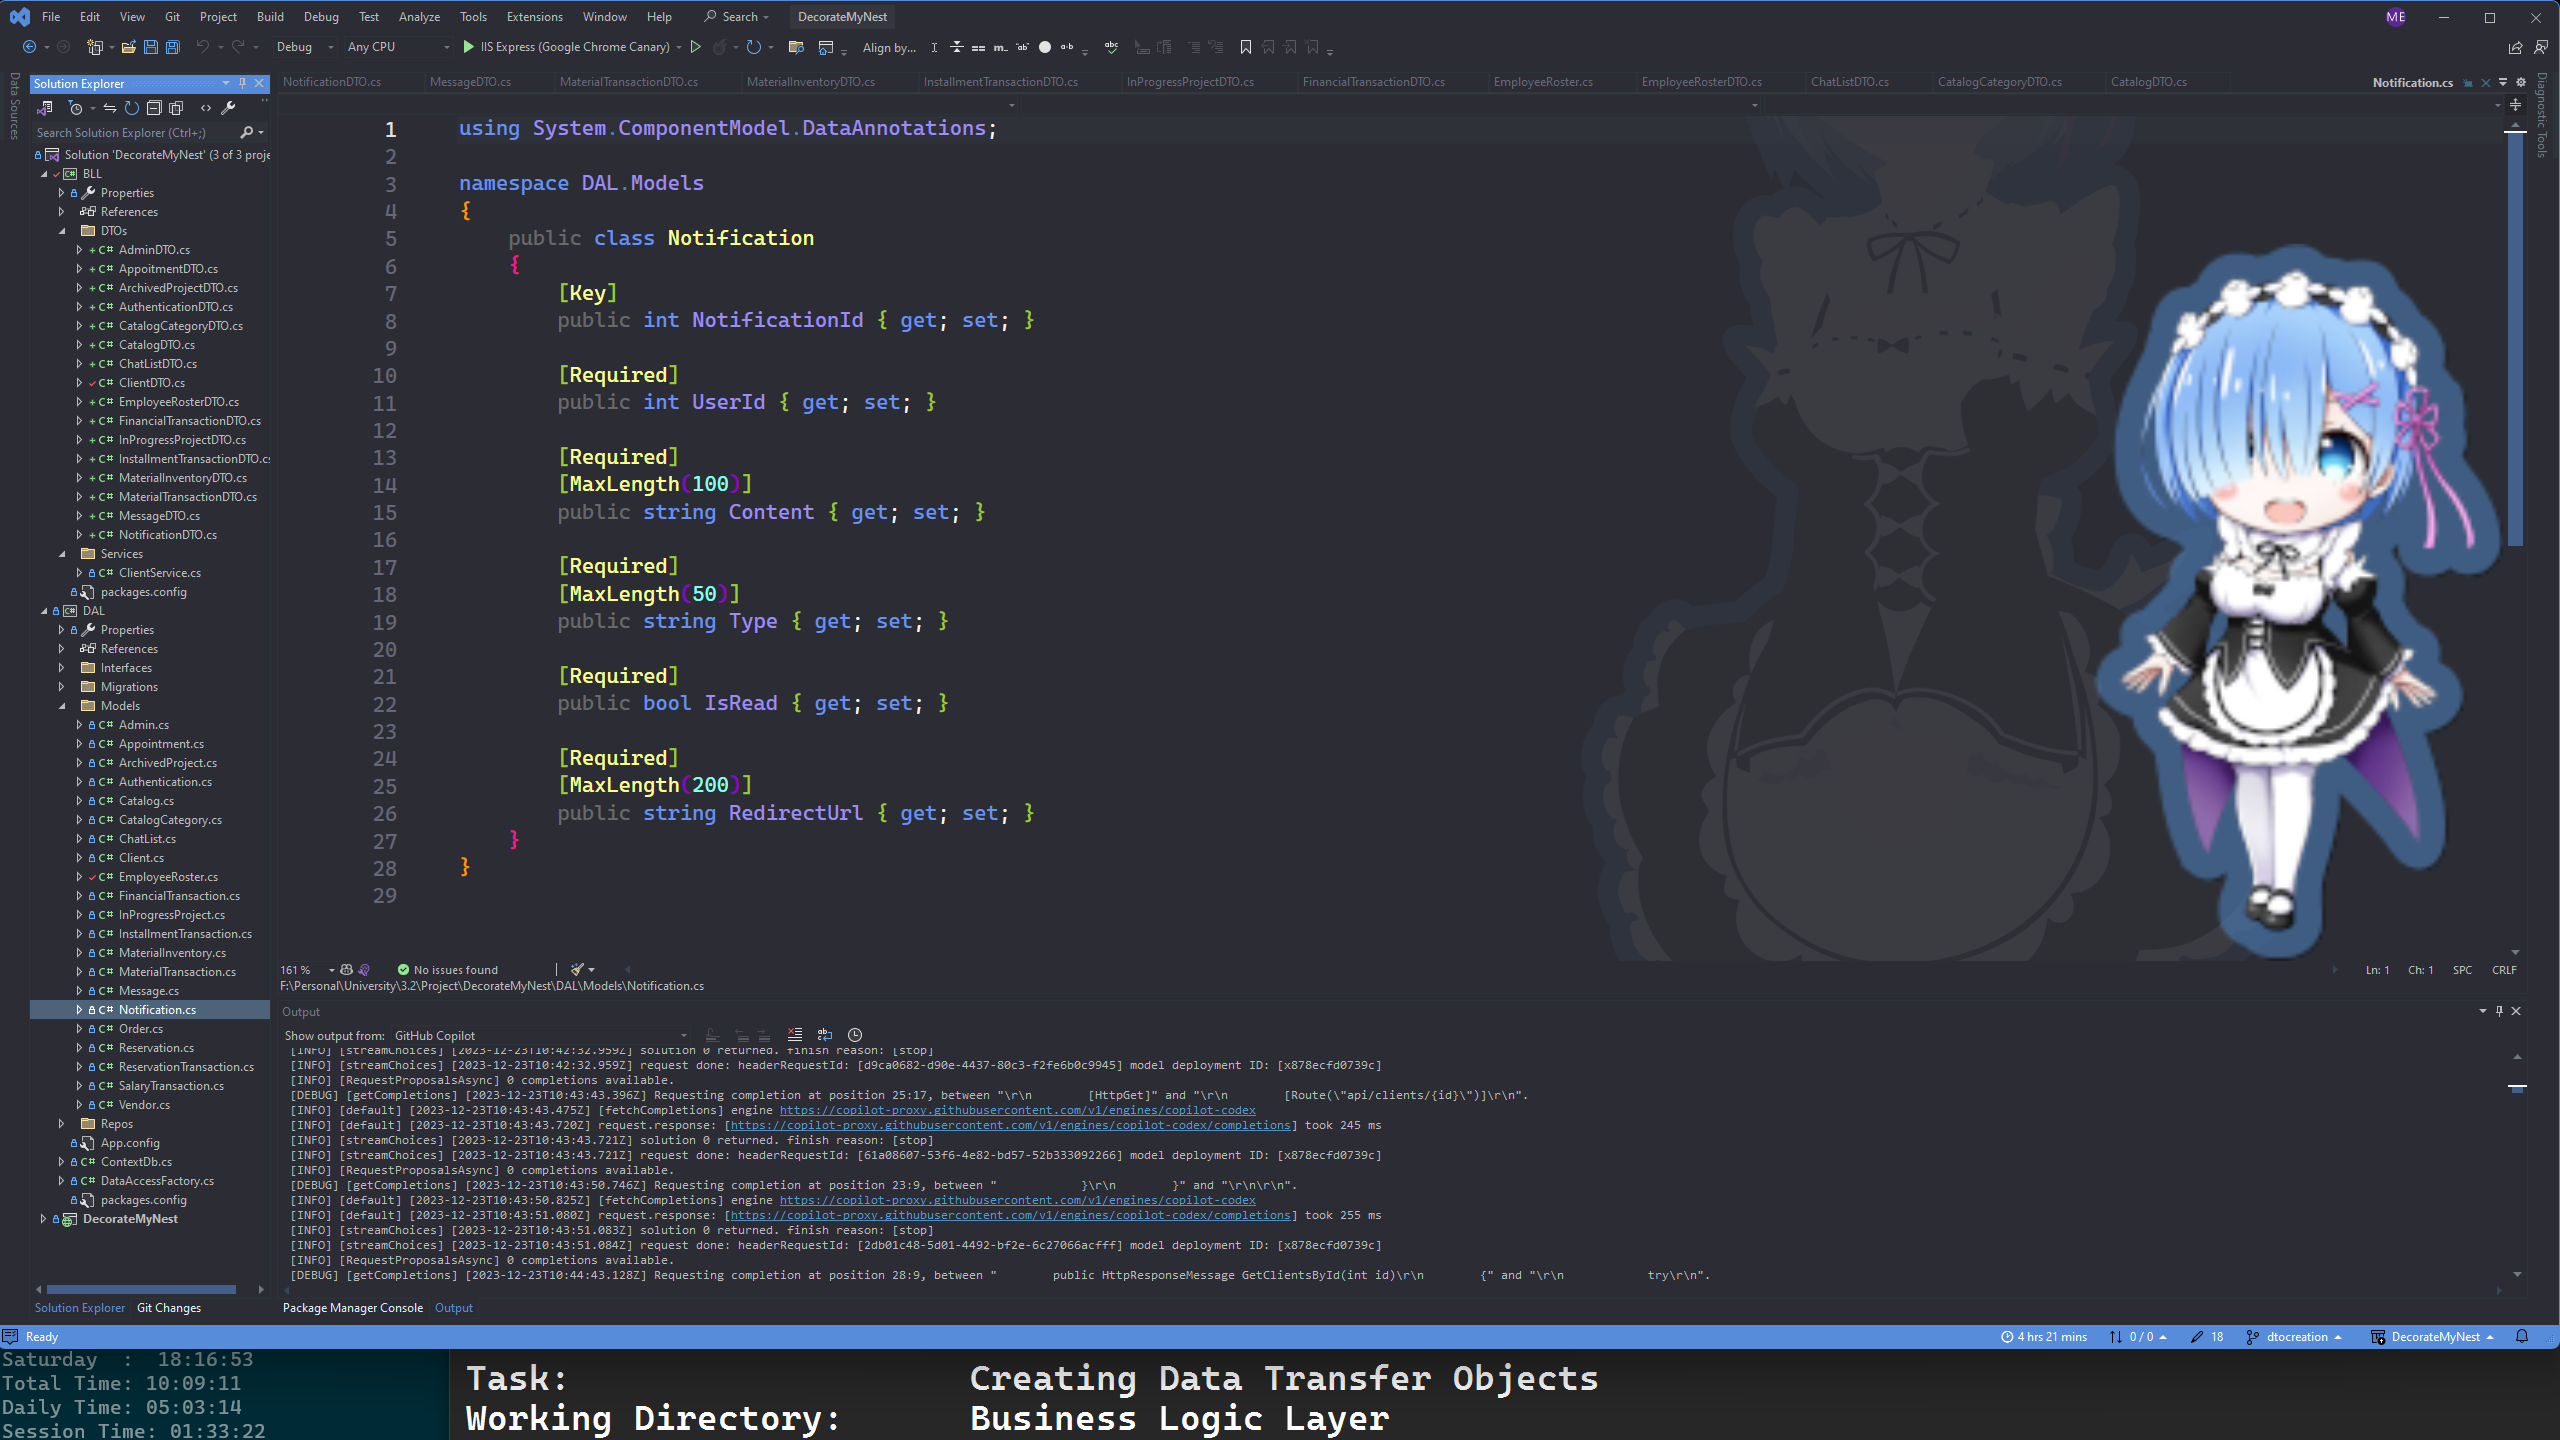 File Edit View Git Project Build Debug Test Analyze Tools Extensions Window Help Search DecorateMyNest ME
Debug Any CPU IIS Express (Google Chrome Canary) Align by...
Data Sources
Solution Explorer
Search Solution Explorer (Ctrl+;)
Solution 'DecorateMyNest' (3 of 3 proje
BLL
Properties
References
DTOs
AdminDTO.cs
AppoitmentDTO.cs
ArchivedProjectDTO.cs
AuthenticationDTO.cs
CatalogCategoryDTO.cs
CatalogDTO.cs
ChatListDTO.cs
ClientDTO.cs
EmployeeRosterDTO.cs
FinancialTransactionDTO.cs
InProgressProjectDTO.cs
InstallmentTransactionDTO.cs
MaterialInventoryDTO.cs
MaterialTransactionDTO.cs
MessageDTO.cs
NotificationDTO.cs
Services
ClientService.cs
packages.config
DAL
Properties
References
Interfaces
Migrations
Models
Admin.cs
Appointment.cs
ArchivedProject.cs
Authentication.cs
Catalog.cs
CatalogCategory.cs
ChatList.cs
Client.cs
EmployeeRoster.cs
FinancialTransaction.cs
InProgressProject.cs
InstallmentTransaction.cs
MaterialInventory.cs
MaterialTransaction.cs
Message.cs
Notification.cs
Order.cs
Reservation.cs
ReservationTransaction.cs
SalaryTransaction.cs
Vendor.cs
Repos
App.config
ContextDb.cs
DataAccessFactory.cs
packages.config
DecorateMyNest
Solution Explorer Git Changes
NotificationDTO.cs MessageDTO.cs MaterialTransactionDTO.cs MaterialInventoryDTO.cs InstallmentTransactionDTO.cs InProgressProjectDTO.cs FinancialTransactionDTO.cs EmployeeRoster.cs EmployeeRosterDTO.cs ChatListDTO.cs CatalogCategoryDTO.cs CatalogDTO.cs Notification.cs
Diagnostic Tools
1 using System.ComponentModel.DataAnnotations;
2
3 namespace DAL.Models
4 {
5 public class Notification
6 {
7 [Key]
8 public int NotificationId { get; set; }
9
10 [Required]
11 public int UserId { get; set; }
12
13 [Required]
14 [MaxLength(100)]
15 public string Content { get; set; }
16
17 [Required]
18 [MaxLength(50)]
19 public string Type { get; set; }
20
21 [Required]
22 public bool IsRead { get; set; }
23
24 [Required]
25 [MaxLength(200)]
26 public string RedirectUrl { get; set; }
27 }
28 }
29
161 % No issues found Ln: 1 Ch: 1 SPC CRLF
F:\Personal\University\3.2\Project\DecorateMyNest\DAL\Models\Notification.cs
Output
Show output from: GitHub Copilot
[INFO] [streamChoices] [2023-12-23T10:42:32.959Z] solution 0 returned. finish reason: [stop]
[INFO] [streamChoices] [2023-12-23T10:42:32.959Z] request done: headerRequestId: [d9ca0682-d90e-4437-80c3-f2fe6b0c9945] model deployment ID: [x878ecfd0739c]
[INFO] [RequestProposalsAsync] 0 completions available.
[DEBUG] [getCompletions] [2023-12-23T10:43:43.396Z] Requesting completion at position 25:17, between "\r\n [HttpGet]" and "\r\n [Route(\"api/clients/{id}\")]\r\n".
[INFO] [default] [2023-12-23T10:43:43.475Z] [fetchCompletions] engine https://copilot-proxy.githubusercontent.com/v1/engines/copilot-codex
[INFO] [default] [2023-12-23T10:43:43.720Z] request.response: [https://copilot-proxy.githubusercontent.com/v1/engines/copilot-codex/completions] took 245 ms
[INFO] [streamChoices] [2023-12-23T10:43:43.721Z] solution 0 returned. finish reason: [stop]
[INFO] [streamChoices] [2023-12-23T10:43:43.721Z] request done: headerRequestId: [61a08607-53f6-4e82-bd57-52b333092266] model deployment ID: [x878ecfd0739c]
[INFO] [RequestProposalsAsync] 0 completions available.
[DEBUG] [getCompletions] [2023-12-23T10:43:50.746Z] Requesting completion at position 23:9, between " }\r\n }" and "\r\n\r\n".
[INFO] [default] [2023-12-23T10:43:50.825Z] [fetchCompletions] engine https://copilot-proxy.githubusercontent.com/v1/engines/copilot-codex
[INFO] [default] [2023-12-23T10:43:51.080Z] request.response: [https://copilot-proxy.githubusercontent.com/v1/engines/copilot-codex/completions] took 255 ms
[INFO] [streamChoices] [2023-12-23T10:43:51.083Z] solution 0 returned. finish reason: [stop]
[INFO] [streamChoices] [2023-12-23T10:43:51.084Z] request done: headerRequestId: [2db01c48-5d01-4492-bf2e-6c27066acfff] model deployment ID: [x878ecfd0739c]
[INFO] [RequestProposalsAsync] 0 completions available.
[DEBUG] [getCompletions] [2023-12-23T10:44:43.128Z] Requesting completion at position 28:9, between " public HttpResponseMessage GetClientsById(int id)\r\n {" and "\r\n try\r\n".
Package Manager Console Output
Ready 4 hrs 21 mins 0 / 0 18 dtocreation DecorateMyNest
Saturday : 18:16:53
Total Time: 10:09:11
Daily Time: 05:03:14
Session Time: 01:33:22
Task: Creating Data Transfer Objects
Working Directory: Business Logic Layer